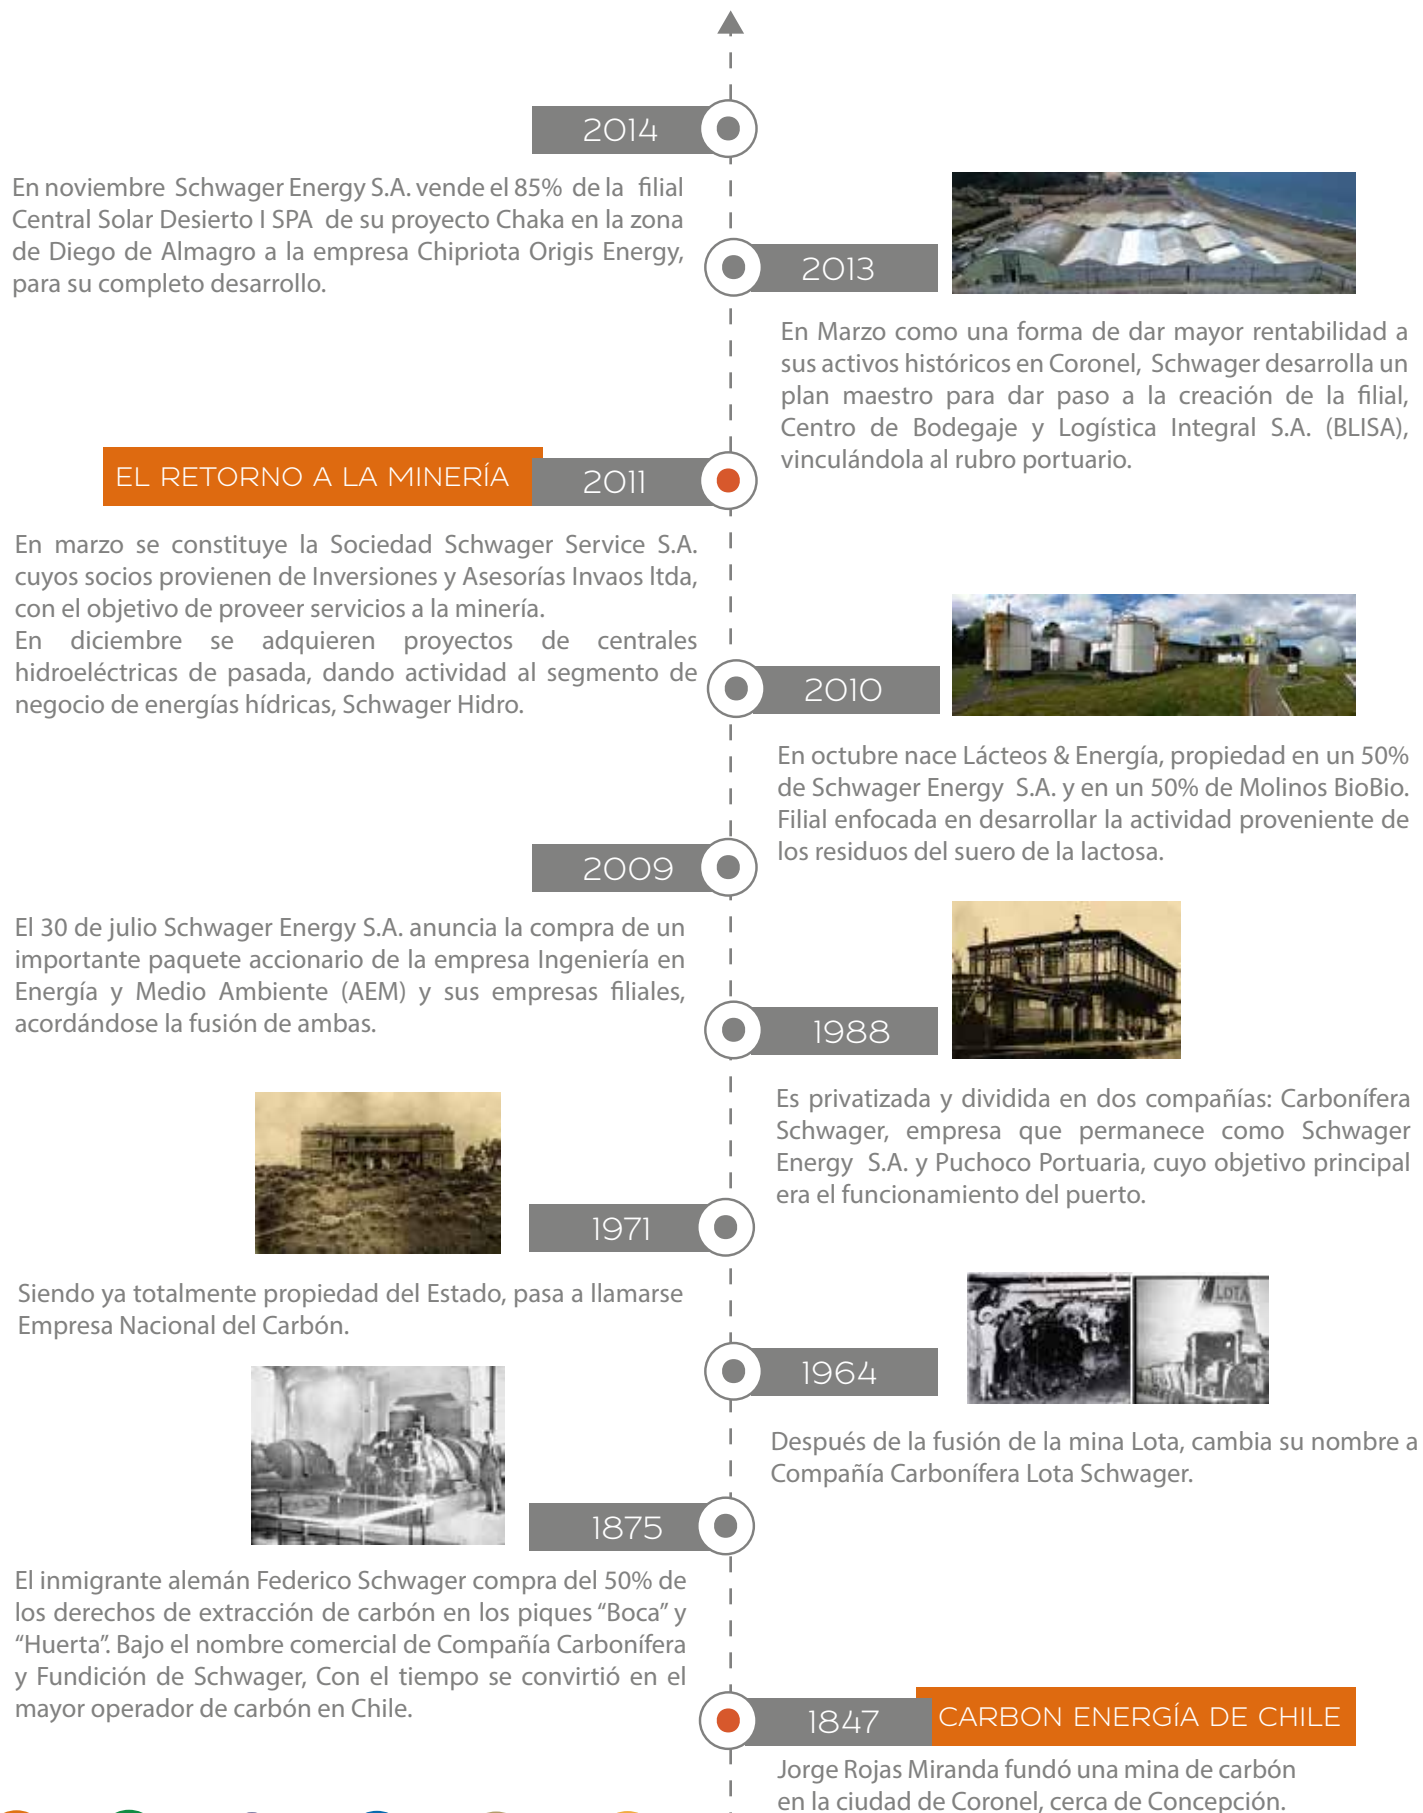 2014
En noviembre Schwager Energy S.A. vende el 85% de la filial
Central Solar Desierto I SPA de su proyecto Chaka en la zona
de Diego de Almagro a la empresa Chipriota Origis Energy,
para su completo desarrollo.
2013
En Marzo como una forma de dar mayor rentabilidad a
sus activos históricos en Coronel, Schwager desarrolla un
plan maestro para dar paso a la creación de la filial,
Centro de Bodegaje y Logística Integral S.A. (BLISA),
vinculándola al rubro portuario.
EL RETORNO A LA MINERÍA 2011
En marzo se constituye la Sociedad Schwager Service S.A.
cuyos socios provienen de Inversiones y Asesorías Invaos ltda,
con el objetivo de proveer servicios a la minería.
En diciembre se adquieren proyectos de centrales
hidroeléctricas de pasada, dando actividad al segmento de
negocio de energías hídricas, Schwager Hidro.
2010
En octubre nace Lácteos & Energía, propiedad en un 50%
de Schwager Energy S.A. y en un 50% de Molinos BioBio.
Filial enfocada en desarrollar la actividad proveniente de
los residuos del suero de la lactosa.
2009
El 30 de julio Schwager Energy S.A. anuncia la compra de un
importante paquete accionario de la empresa Ingeniería en
Energía y Medio Ambiente (AEM) y sus empresas filiales,
acordándose la fusión de ambas.
1988
Es privatizada y dividida en dos compañías: Carbonífera
Schwager, empresa que permanece como Schwager
Energy S.A. y Puchoco Portuaria, cuyo objetivo principal
era el funcionamiento del puerto.
1971
Siendo ya totalmente propiedad del Estado, pasa a llamarse
Empresa Nacional del Carbón.
1964
LOTA
Después de la fusión de la mina Lota, cambia su nombre a
Compañía Carbonífera Lota Schwager.
1875
El inmigrante alemán Federico Schwager compra del 50% de
los derechos de extracción de carbón en los piques “Boca” y
“Huerta”. Bajo el nombre comercial de Compañía Carbonífera
y Fundición de Schwager, Con el tiempo se convirtió en el
mayor operador de carbón en Chile.
1847 CARBON ENERGÍA DE CHILE
Jorge Rojas Miranda fundó una mina de carbón
en la ciudad de Coronel, cerca de Concepción.